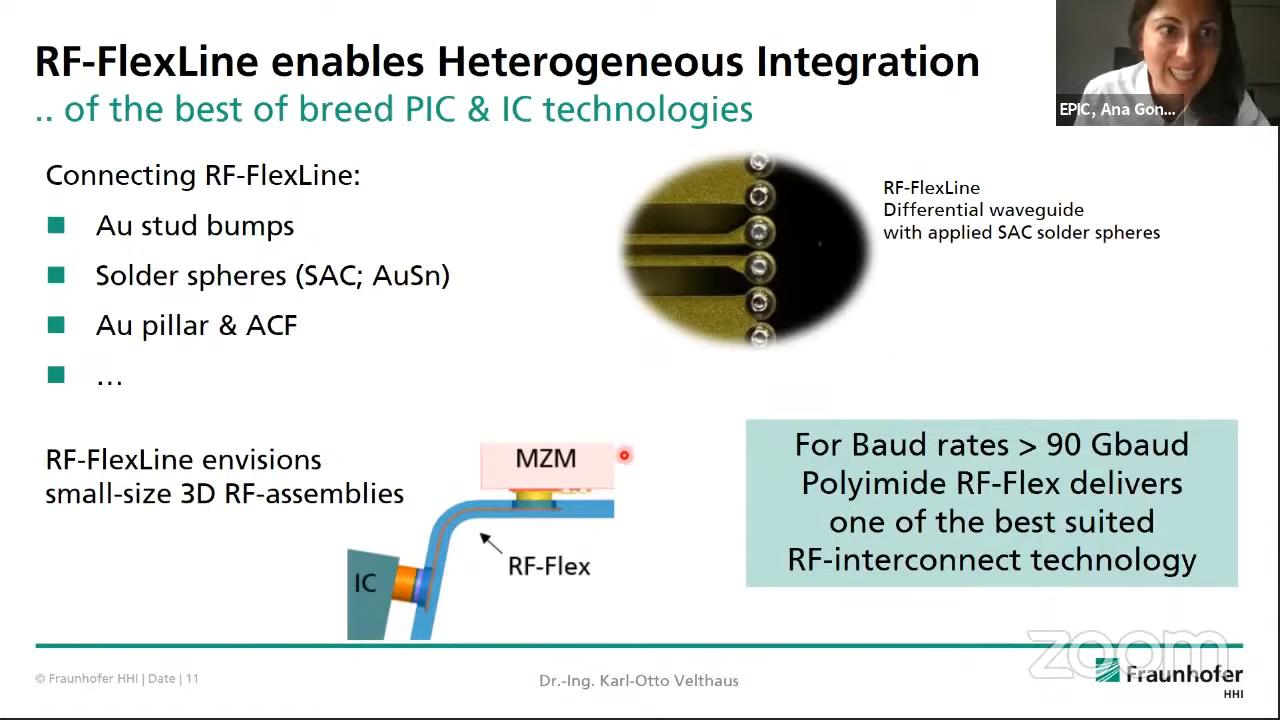 RF-FlexLine enables Heterogeneous Integration
.. of the best of breed PIC & IC technologies
EPIC, Ana Gon...
Connecting RF-FlexLine:
Au stud bumps
Solder spheres (SAC; AuSn)
Au pillar & ACF
...
RF-FlexLine
Differential waveguide
with applied SAC solder spheres
RF-FlexLine envisions
small-size 3D RF-assemblies
MZM
RF-Flex
IC
For Baud rates > 90 Gbaud
Polyimide RF-Flex delivers
one of the best suited
RF-interconnect technology
zoom
© Fraunhofer HHI | Date | 11
Dr.-Ing. Karl-Otto Velthaus
Fraunhofer
HHI